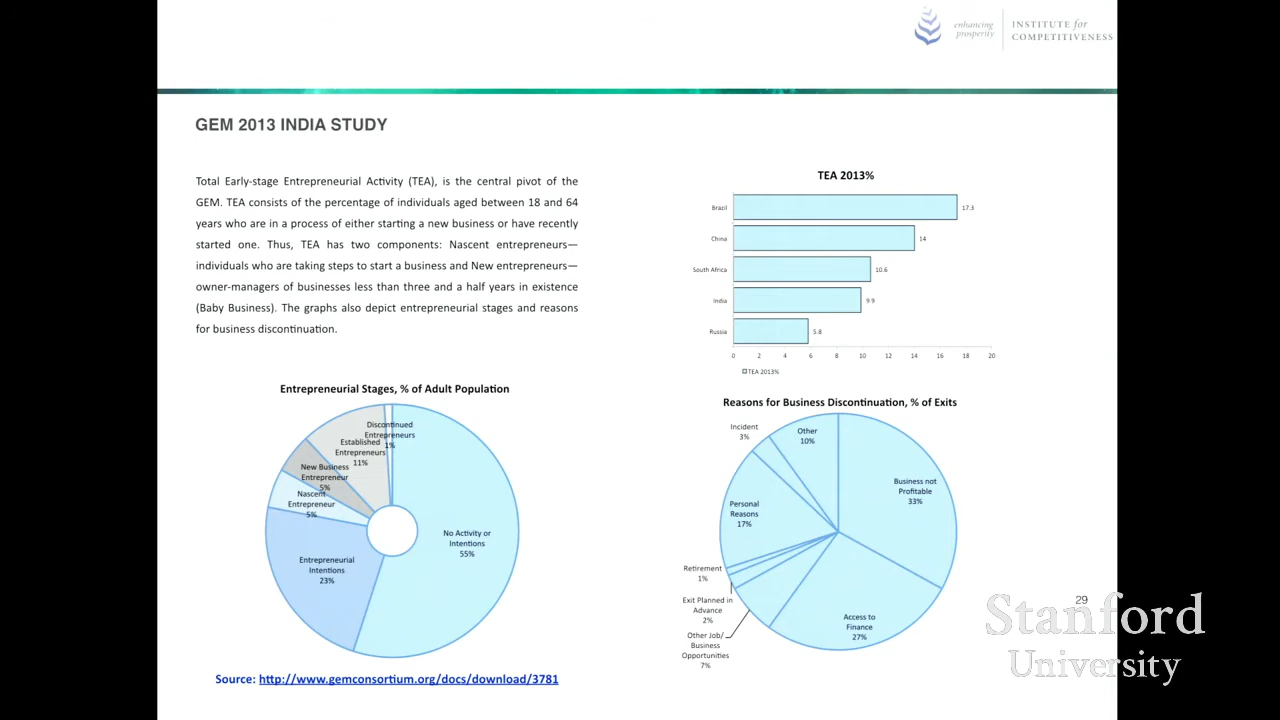 enhancing
prosperity
INSTITUTE for
COMPETITIVENESS
GEM 2013 INDIA STUDY
Total Early-stage Entrepreneurial Activity (TEA), is the central pivot of the
GEM. TEA consists of the percentage of individuals aged between 18 and 64
years who are in a process of either starting a new business or have recently
started one. Thus, TEA has two components: Nascent entrepreneurs—
individuals who are taking steps to start a business and New entrepreneurs—
owner-managers of businesses less than three and a half years in existence
(Baby Business). The graphs also depict entrepreneurial stages and reasons
for business discontinuation.
TEA 2013%
Brazil 17.3
China 14
South Africa 10.6
India 9.9
Russia 5.8
0 2 4 6 8 10 12 14 16 18 20
TEA 2013%
Entrepreneurial Stages, % of Adult Population
Discontinued
Entrepreneurs
1%
Established
Entrepreneurs
11%
New Business
Entrepreneur
5%
Nascent
Entrepreneur
5%
No Activity or
Intentions
55%
Entrepreneurial
Intentions
23%
Source: http://www.gemconsortium.org/docs/download/3781
Reasons for Business Discontinuation, % of Exits
Incident
3%
Other
10%
Business not
Profitable
33%
Personal
Reasons
17%
Retirement
1%
Exit Planned in
Advance
2%
Other Job/
Business
Opportunities
7%
Access to
Finance
27%
29
Stanford
University